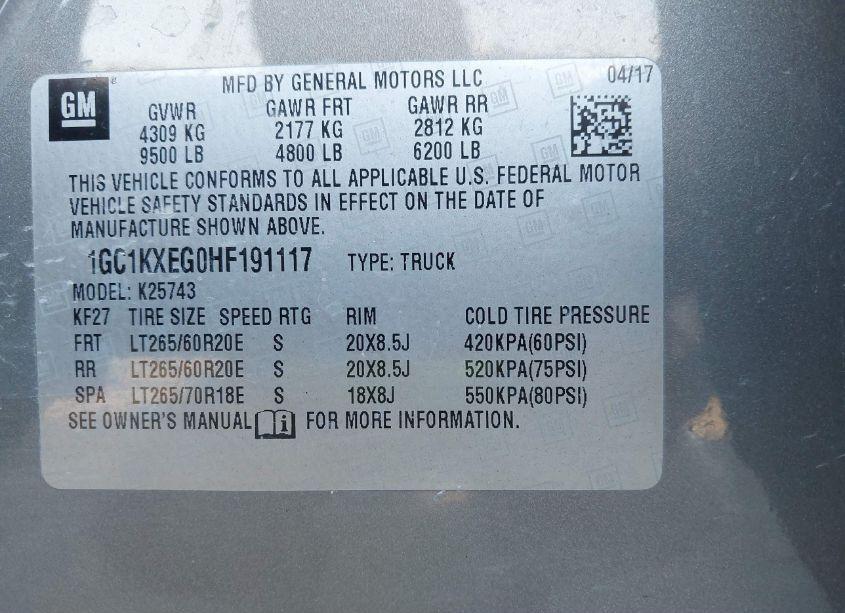 GM
MFD BY GENERAL MOTORS LLC 04/17
GVWR GAWR FRT GAWR RR
4309 KG 2177 KG 2812 KG
9500 LB 4800 LB 6200 LB
THIS VEHICLE CONFORMS TO ALL APPLICABLE U.S. FEDERAL MOTOR
VEHICLE SAFETY STANDARDS IN EFFECT ON THE DATE OF
MANUFACTURE SHOWN ABOVE.
1GC1KXEG0HF191117 TYPE: TRUCK
MODEL: K25743
KF27 TIRE SIZE SPEED RTG RIM COLD TIRE PRESSURE
FRT LT265/60R20E S 20X8.5J 420KPA(60PSI)
RR LT265/60R20E S 20X8.5J 520KPA(75PSI)
SPA LT265/70R18E S 18X8J 550KPA(80PSI)
SEE OWNER'S MANUAL i FOR MORE INFORMATION.